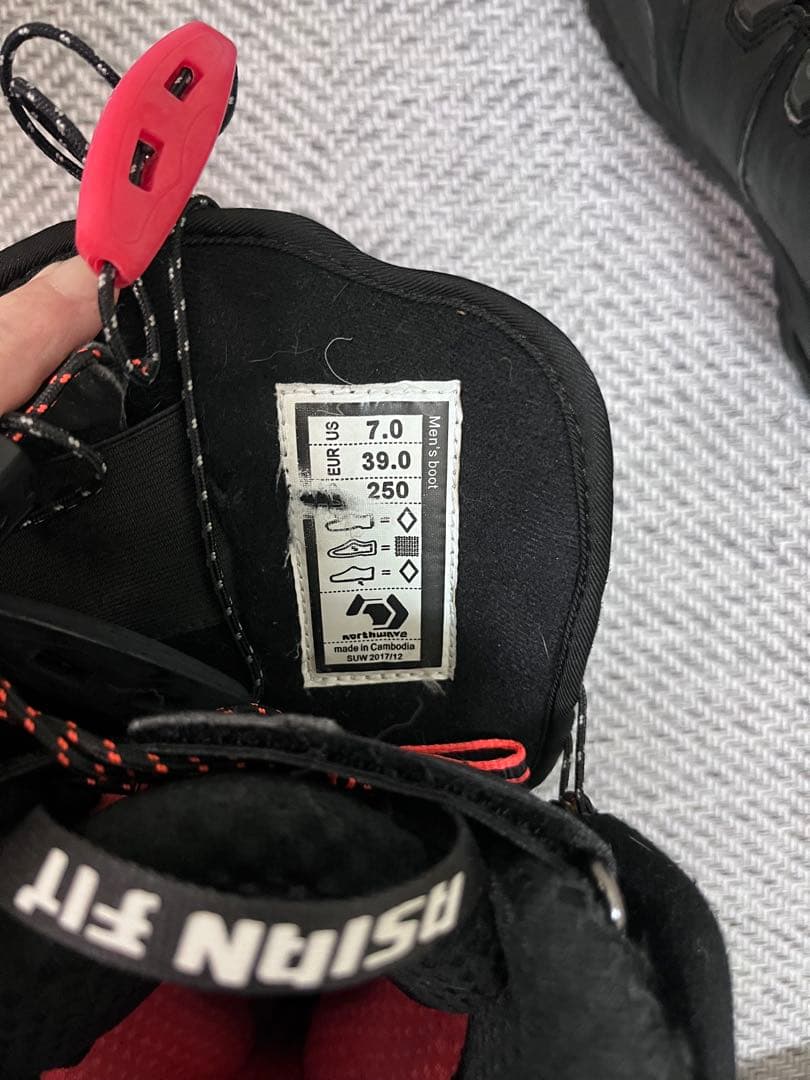 US 7.0
EUR 39.0
250
Men's boot
=
=
=
northwave
made in Cambodia
SUW 2017/12
ASIAN FIT